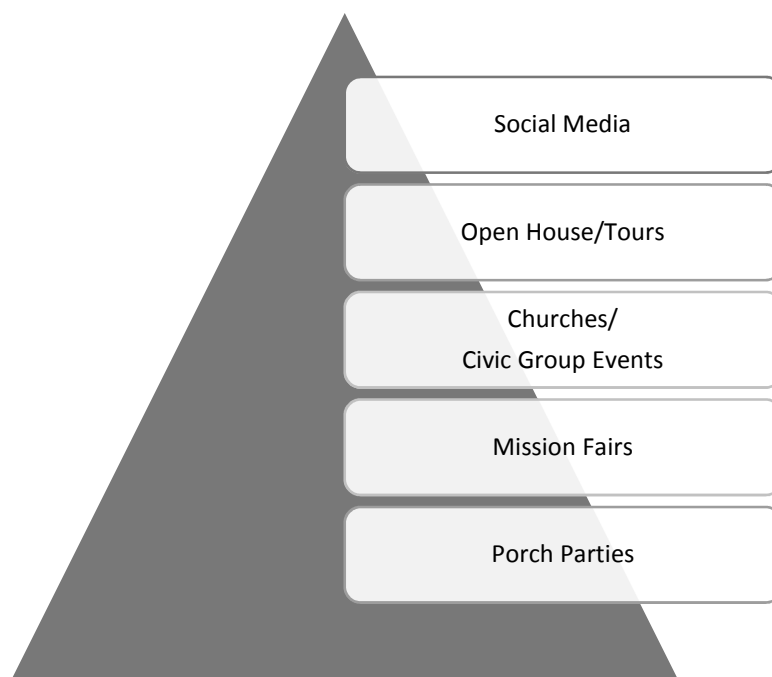 Social Media
Open House/Tours
Churches/
Civic Group Events
Mission Fairs
Porch Parties